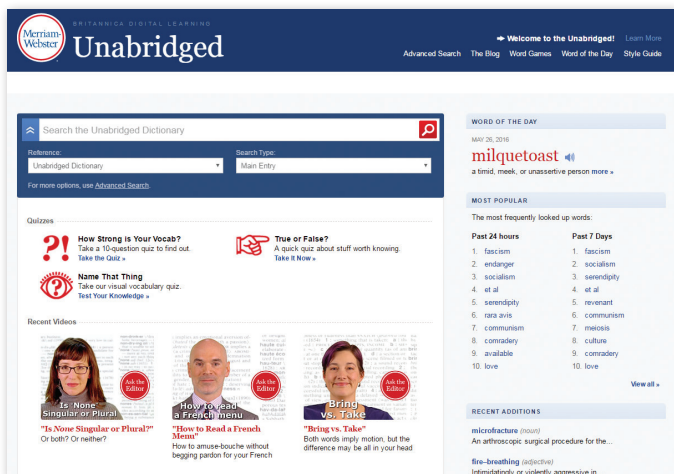 Merriam-
Webster
BRITANNICA DIGITAL LEARNING
Unabridged
Welcome to the Unabridged! Learn More
Advanced Search The Blog Word Games Word of the Day Style Guide
Search the Unabridged Dictionary
Reference: Search Type:
Unabridged Dictionary Main Entry
For more options, use Advanced Search.
Quizzes
?!
How Strong is Your Vocab?
Take a 10-question quiz to find out.
Take the Quiz »
True or False?
A quick quiz about stuff worth knowing.
Take It Now »
Name That Thing
Take our visual vocabulary quiz.
Test Your Knowledge »
Recent Videos
Ask the
Editor
Is 'None'
Singular or Plural
"Is None Singular or Plural?"
Or both? Or neither?
Ask the
Editor
How to read
a French menu
"How to Read a French
Menu"
How to amuse-bouche without
begging pardon for your French
Ask the
Editor
Bring
vs. Take
"Bring vs. Take"
Both words imply motion, but the
difference may be all in your head
WORD OF THE DAY
MAY 26, 2016
milquetoast
a timid, meek, or unassertive person more »
MOST POPULAR
The most frequently looked up words:
Past 24 hours Past 7 Days
1. fascism 1. fascism
2. endanger 2. socialism
3. socialism 3. serendipity
4. et al 4. et al
5. serendipity 5. revenant
6. rara avis 6. communism
7. communism 7. meiosis
8. comradery 8. culture
9. available 9. comradery
10. love 10. love
View all »
RECENT ADDITIONS
microfracture (noun)
An arthroscopic surgical procedure for the...
fire–breathing (adjective)
Intimidatingly or violently aggressive in